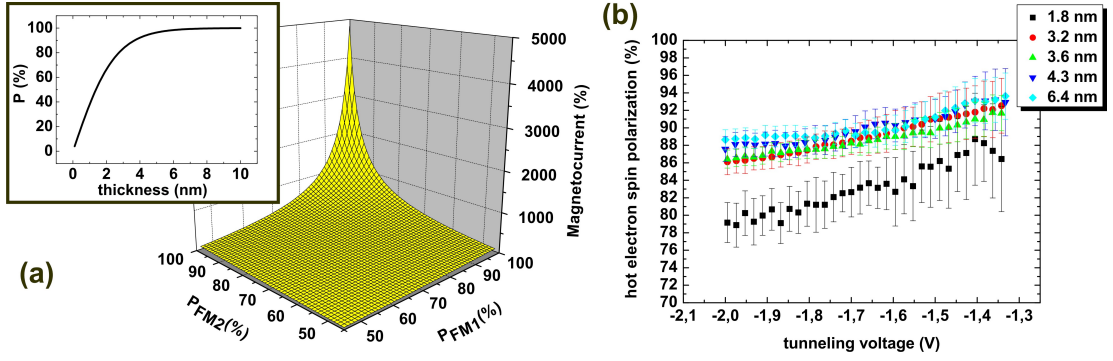 (a)
P (%)
100
80
60
40
20
0
0 2 4 6 8 10
thickness (nm)
5000
4000
3000
2000
1000
Magnetocurrent (%)
100
90
80
70
60
50
PFM2(%)
50
60
70
80
90
100
PFM1(%)
(b)
hot electron spin polarization (%)
100
98
96
94
92
90
88
86
84
82
80
78
76
74
72
70
-2,1 -2,0 -1,9 -1,8 -1,7 -1,6 -1,5 -1,4 -1,3
tunneling voltage (V)
1.8 nm
3.2 nm
3.6 nm
4.3 nm
6.4 nm